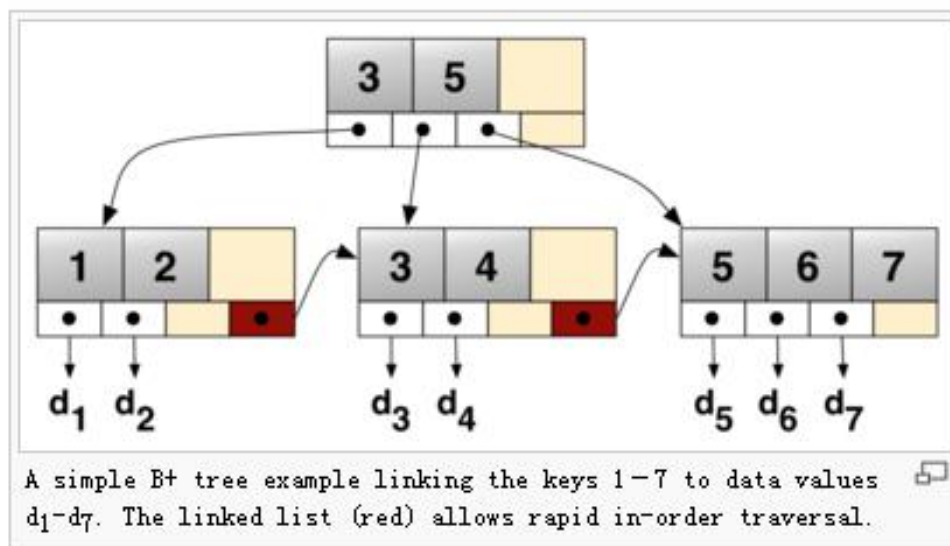 3 5
1 2 3 4 5 6 7
d1 d2 d3 d4 d5 d6 d7
A simple B+ tree example linking the keys 1-7 to data values
d1-d7. The linked list (red) allows rapid in-order traversal.